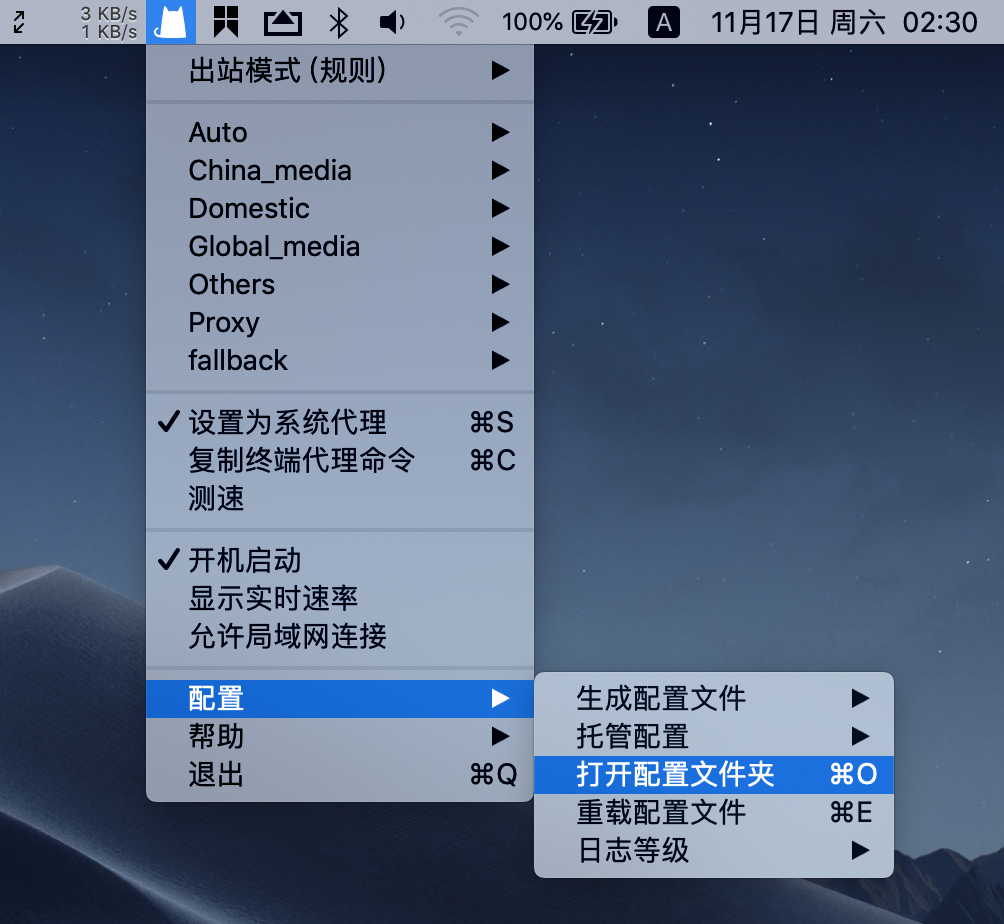 3 KB/s
1 KB/s
100%
A
11月17日 周六 02:30
出站模式 (规则)
Auto
China_media
Domestic
Global_media
Others
Proxy
fallback
设置为系统代理 ⌘S
复制终端代理命令 ⌘C
测速
开机启动
显示实时速率
允许局域网连接
配置
帮助
退出 ⌘Q
生成配置文件
托管配置
打开配置文件夹 ⌘O
重载配置文件 ⌘E
日志等级